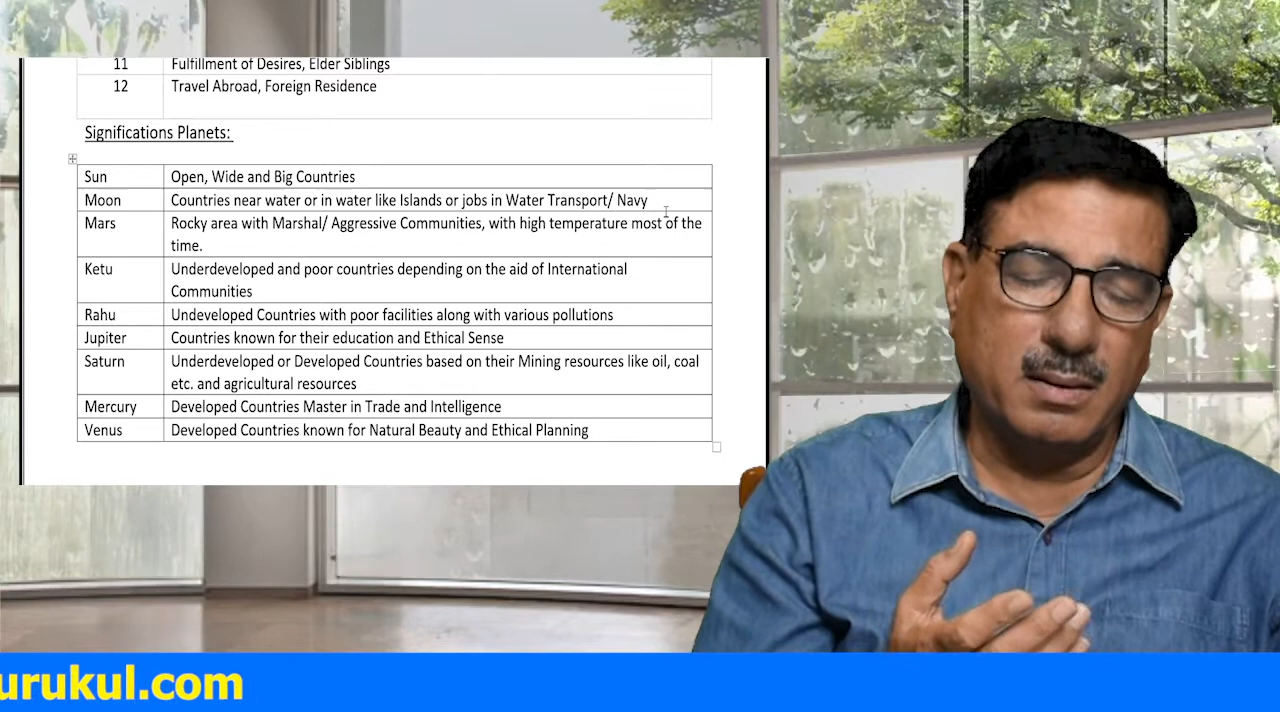 11 Fulfillment of Desires, Elder Siblings
12 Travel Abroad, Foreign Residence
Significations Planets:
Sun Open, Wide and Big Countries
Moon Countries near water or in water like Islands or jobs in Water Transport/ Navy
Mars Rocky area with Marshal/ Aggressive Communities, with high temperature most of the
time.
Ketu Underdeveloped and poor countries depending on the aid of International
Communities
Rahu Undeveloped Countries with poor facilities along with various pollutions
Jupiter Countries known for their education and Ethical Sense
Saturn Underdeveloped or Developed Countries based on their Mining resources like oil, coal
etc. and agricultural resources
Mercury Developed Countries Master in Trade and Intelligence
Venus Developed Countries known for Natural Beauty and Ethical Planning
urukul.com